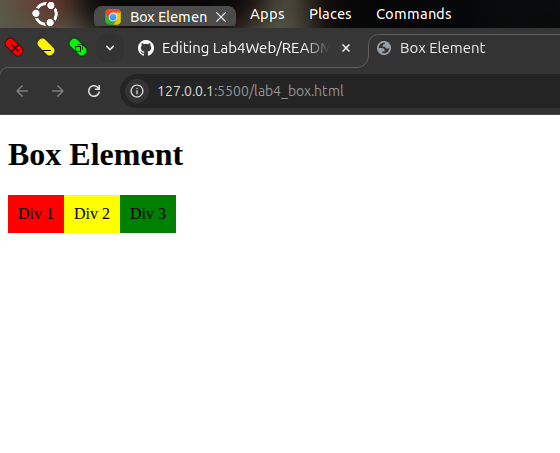 Box Elemen Apps Places Commands
Editing Lab4Web/READM Box Element
127.0.0.1:5500/lab4_box.html
Box Element
Div 1 Div 2 Div 3